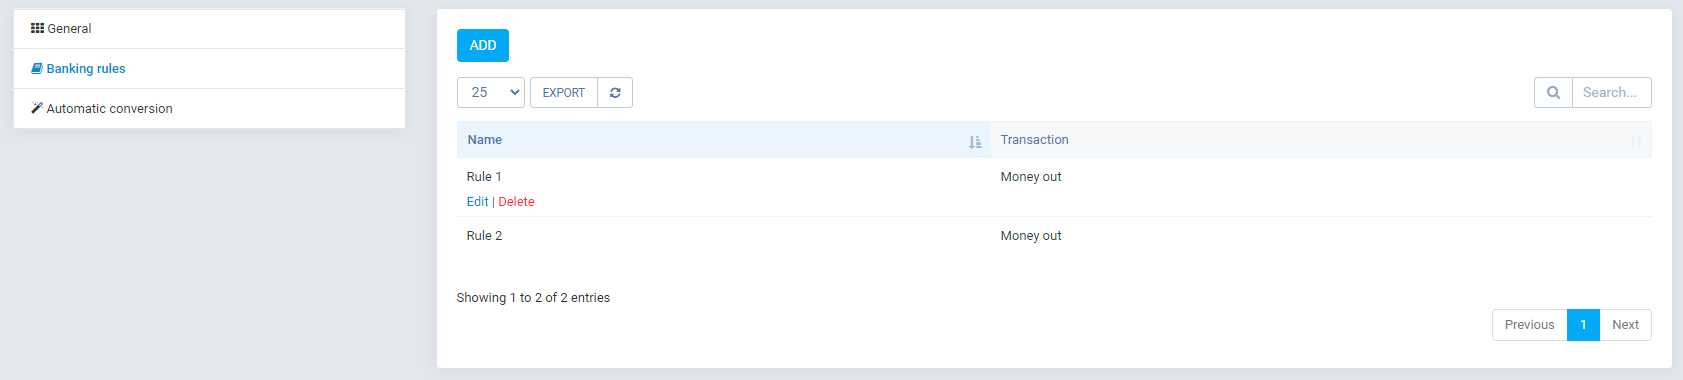 General
Banking rules
Automatic conversion
ADD
25 EXPORT Search...
Name Transaction
Rule 1 Money out
Edit | Delete
Rule 2 Money out
Showing 1 to 2 of 2 entries
Previous 1 Next